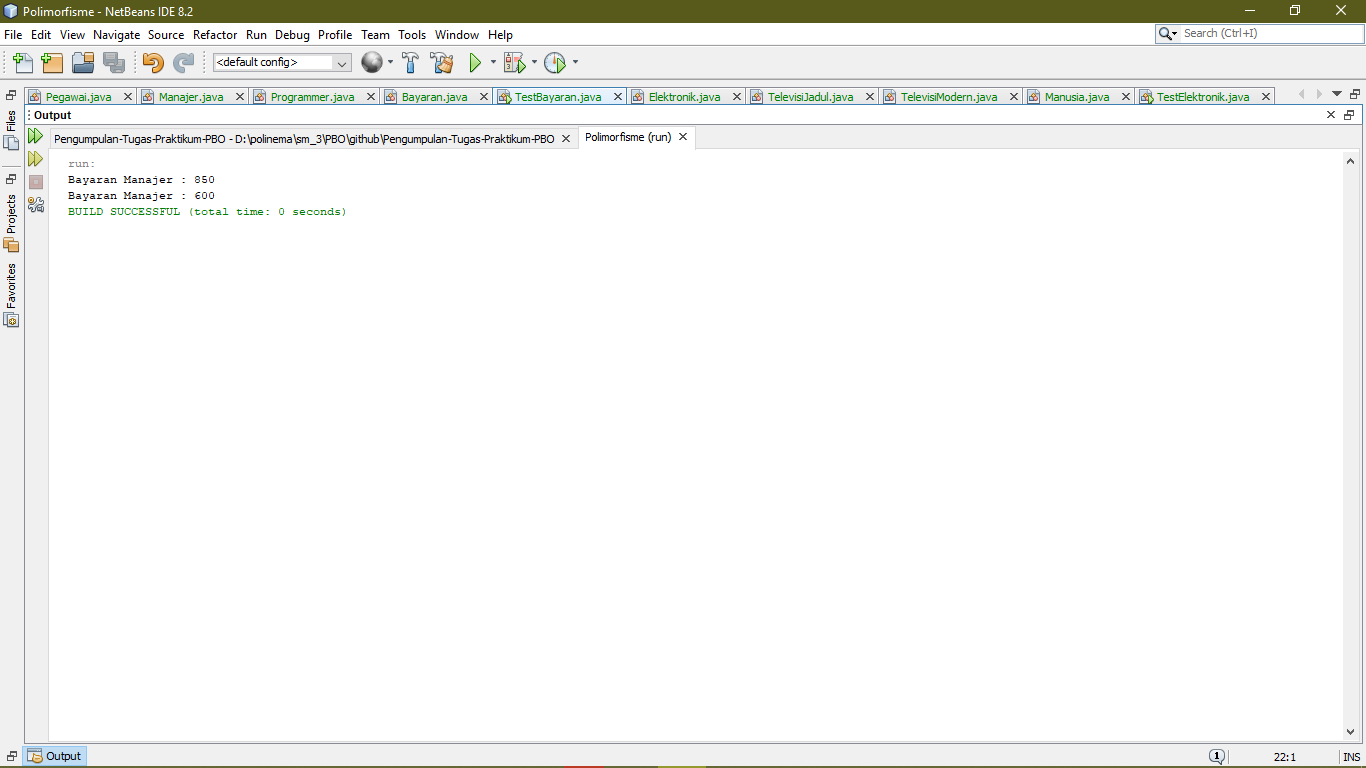 Polimorfisme - NetBeans IDE 8.2
File Edit View Navigate Source Refactor Run Debug Profile Team Tools Window Help
Search (Ctrl+I)
<default config>
Pegawai.java Manajer.java Programmer.java Bayaran.java TestBayaran.java Elektronik.java TelevisiJadul.java TelevisiModern.java Manusia.java TestElektronik.java
Output
Pengumpulan-Tugas-Praktikum-PBO - D:\polinema\sm_3\PBO\github\Pengumpulan-Tugas-Praktikum-PBO
Polimorfisme (run)
Files
Projects
Favorites
run:
Bayaran Manajer : 850
Bayaran Manajer : 600
BUILD SUCCESSFUL (total time: 0 seconds)
Output
1
22:1
INS